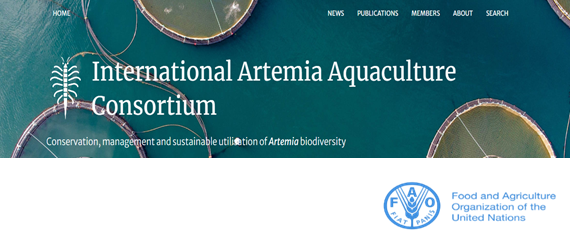 HOME NEWS PUBLICATIONS MEMBERS ABOUT SEARCH
International Artemia Aquaculture
Consortium
Conservation, management and sustainable utilisation of Artemia biodiversity
FAO
FIAT PANIS
Food and Agriculture
Organization of the
United Nations